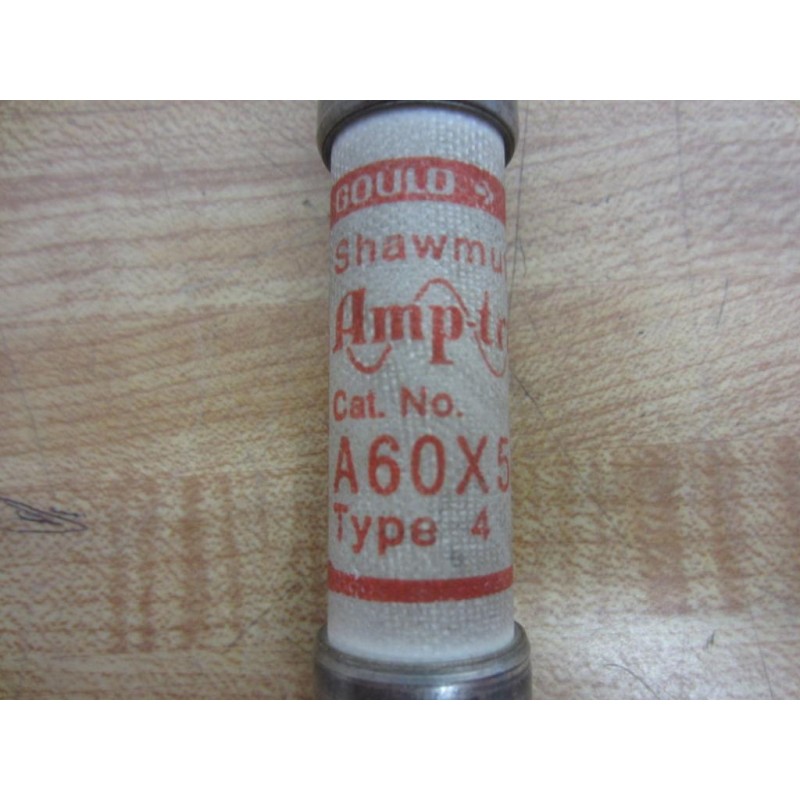 GOULD
Shawmu
Amp-tr
Cat. No.
A60X5
Type 4